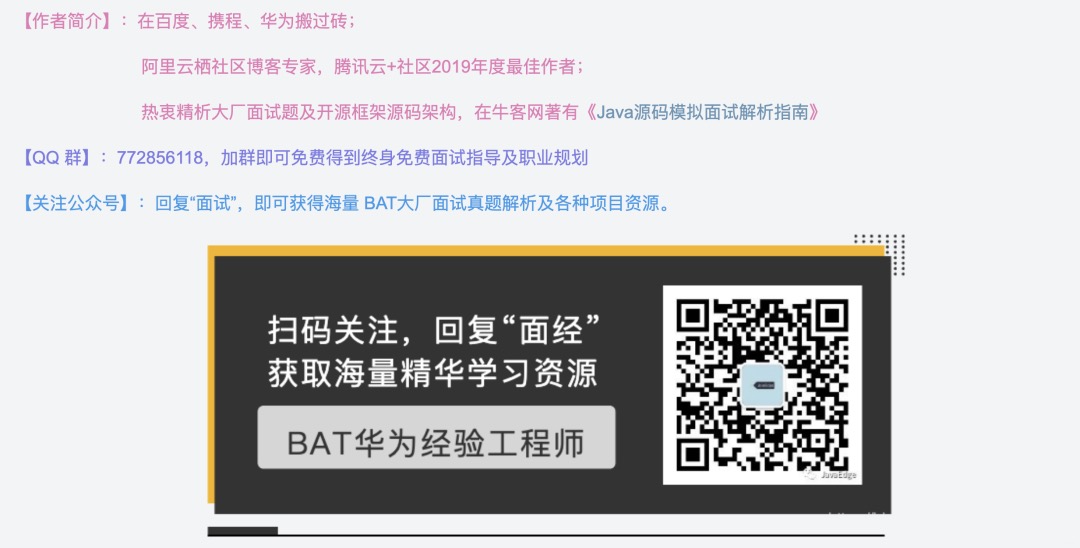 【作者简介】：在百度、携程、华为搬过砖；
阿里云栖社区博客专家，腾讯云+社区2019年度最佳作者；
热衷精析大厂面试题及开源框架源码架构，在牛客网著有《Java源码模拟面试解析指南》
【QQ 群】：772856118，加群即可免费得到终身免费面试指导及职业规划
【关注公众号】：回复“面试”，即可获得海量 BAT大厂面试真题解析及各种项目资源。
扫码关注，回复“面经”
获取海量精华学习资源
BAT华为经验工程师
JavaEdge